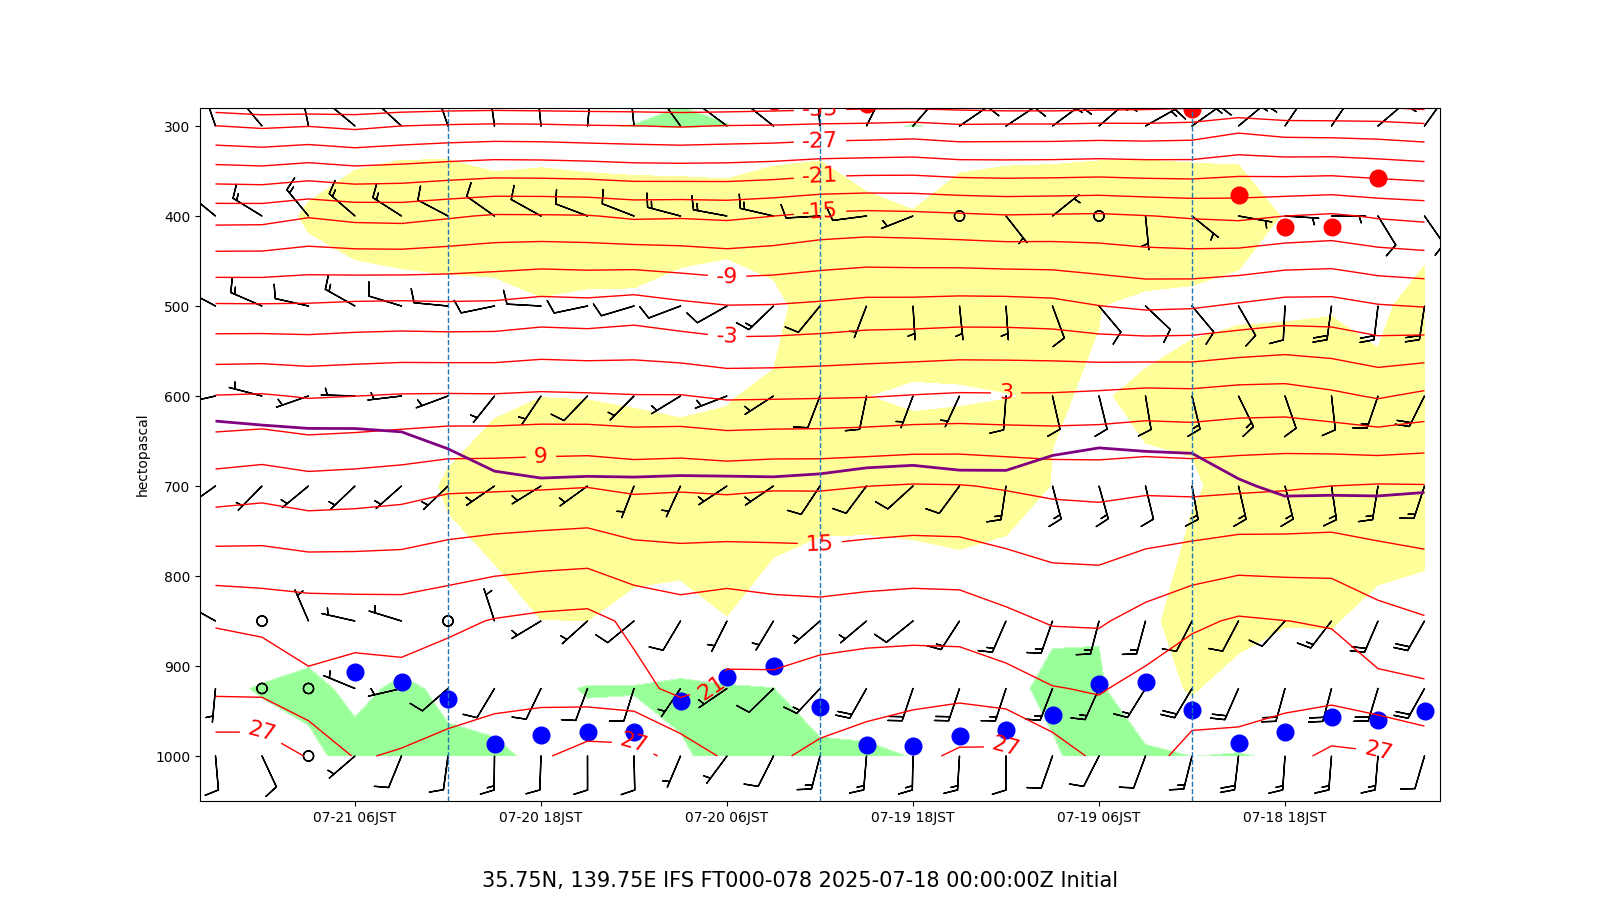 -33
300
-27
-21
400
-15
-9
500
-3
600
3
hectopascal
9
700
15
800
900
21
27
27
27
27
1000
07-21 06JST
07-20 18JST
07-20 06JST
07-19 18JST
07-19 06JST
07-18 18JST
35.75N, 139.75E IFS FT000-078 2025-07-18 00:00:00Z Initial